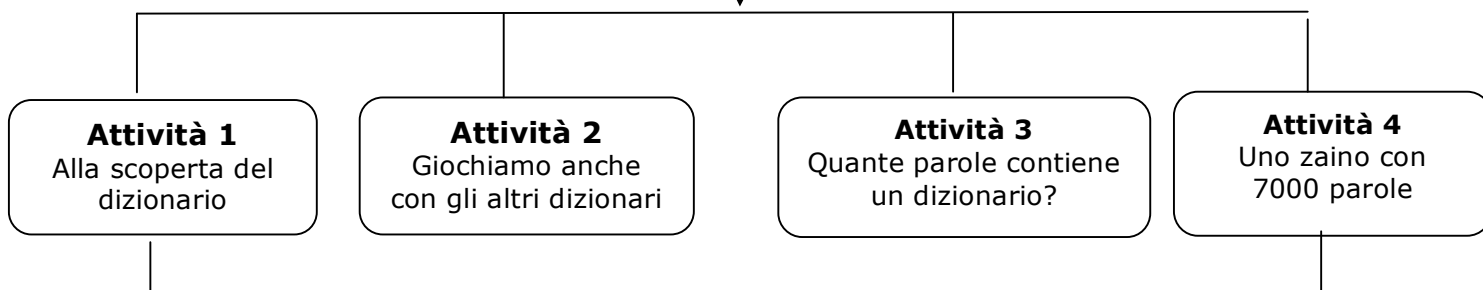 Attività 1
Alla scoperta del
dizionario
Attività 2
Giochiamo anche
con gli altri dizionari
Attività 3
Quante parole contiene
un dizionario?
Attività 4
Uno zaino con
7000 parole